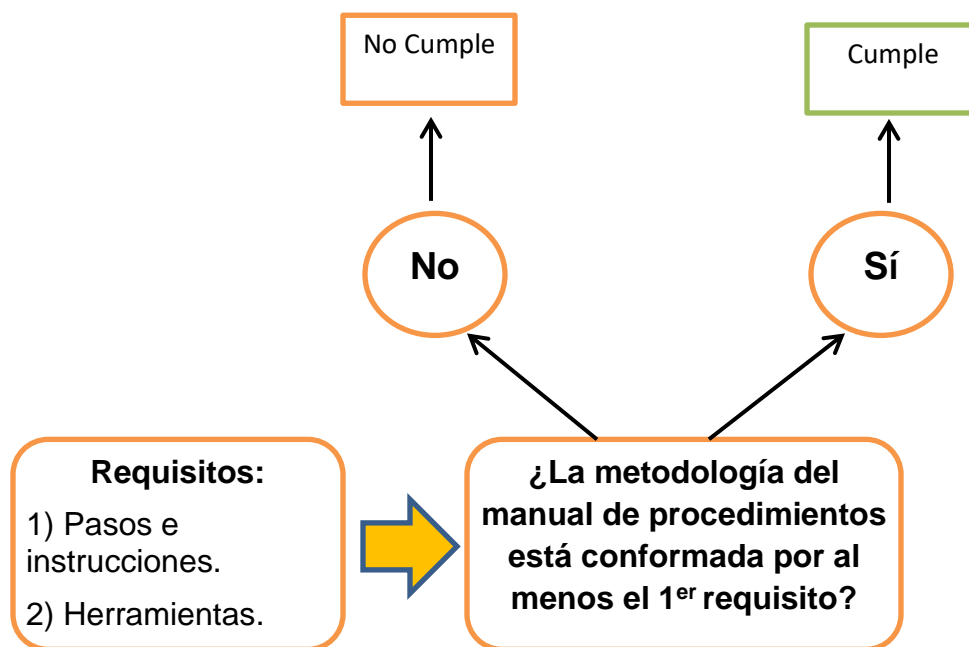 No Cumple
Cumple
No
Sí
Requisitos:
1) Pasos e
instrucciones.
2) Herramientas.
¿La metodología del
manual de procedimientos
está conformada por al
menos el 1er requisito?